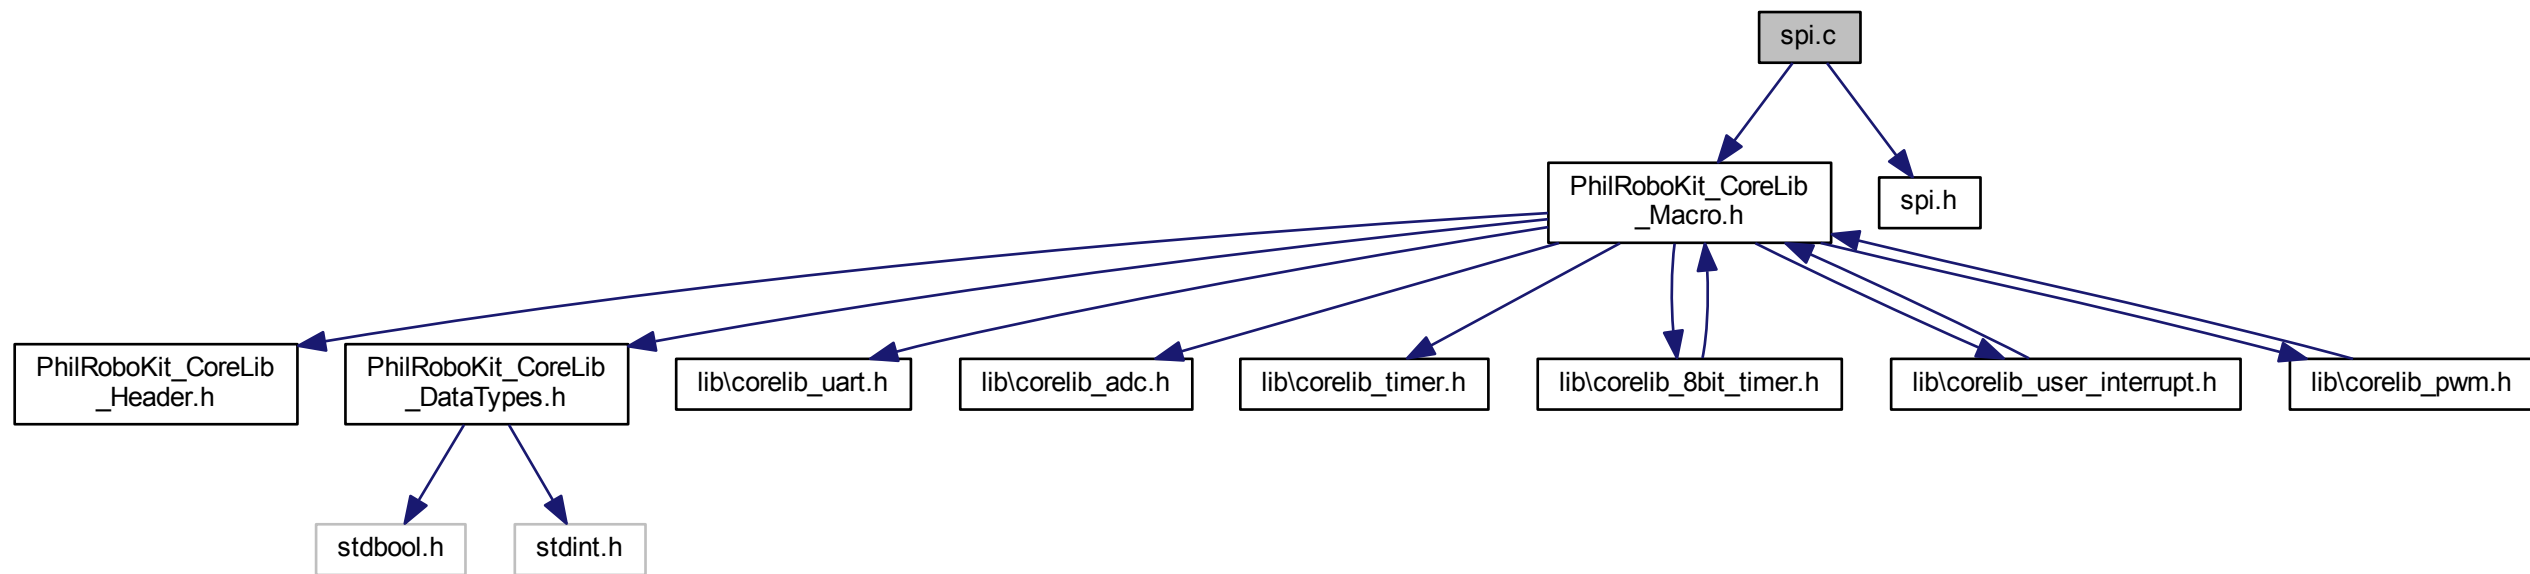 spi.c
PhilRoboKit_CoreLib
_Macro.h
spi.h
PhilRoboKit_CoreLib
_Header.h
PhilRoboKit_CoreLib
_DataTypes.h
lib\corelib_uart.h
lib\corelib_adc.h
lib\corelib_timer.h
lib\corelib_8bit_timer.h
lib\corelib_user_interrupt.h
lib\corelib_pwm.h
stdbool.h
stdint.h